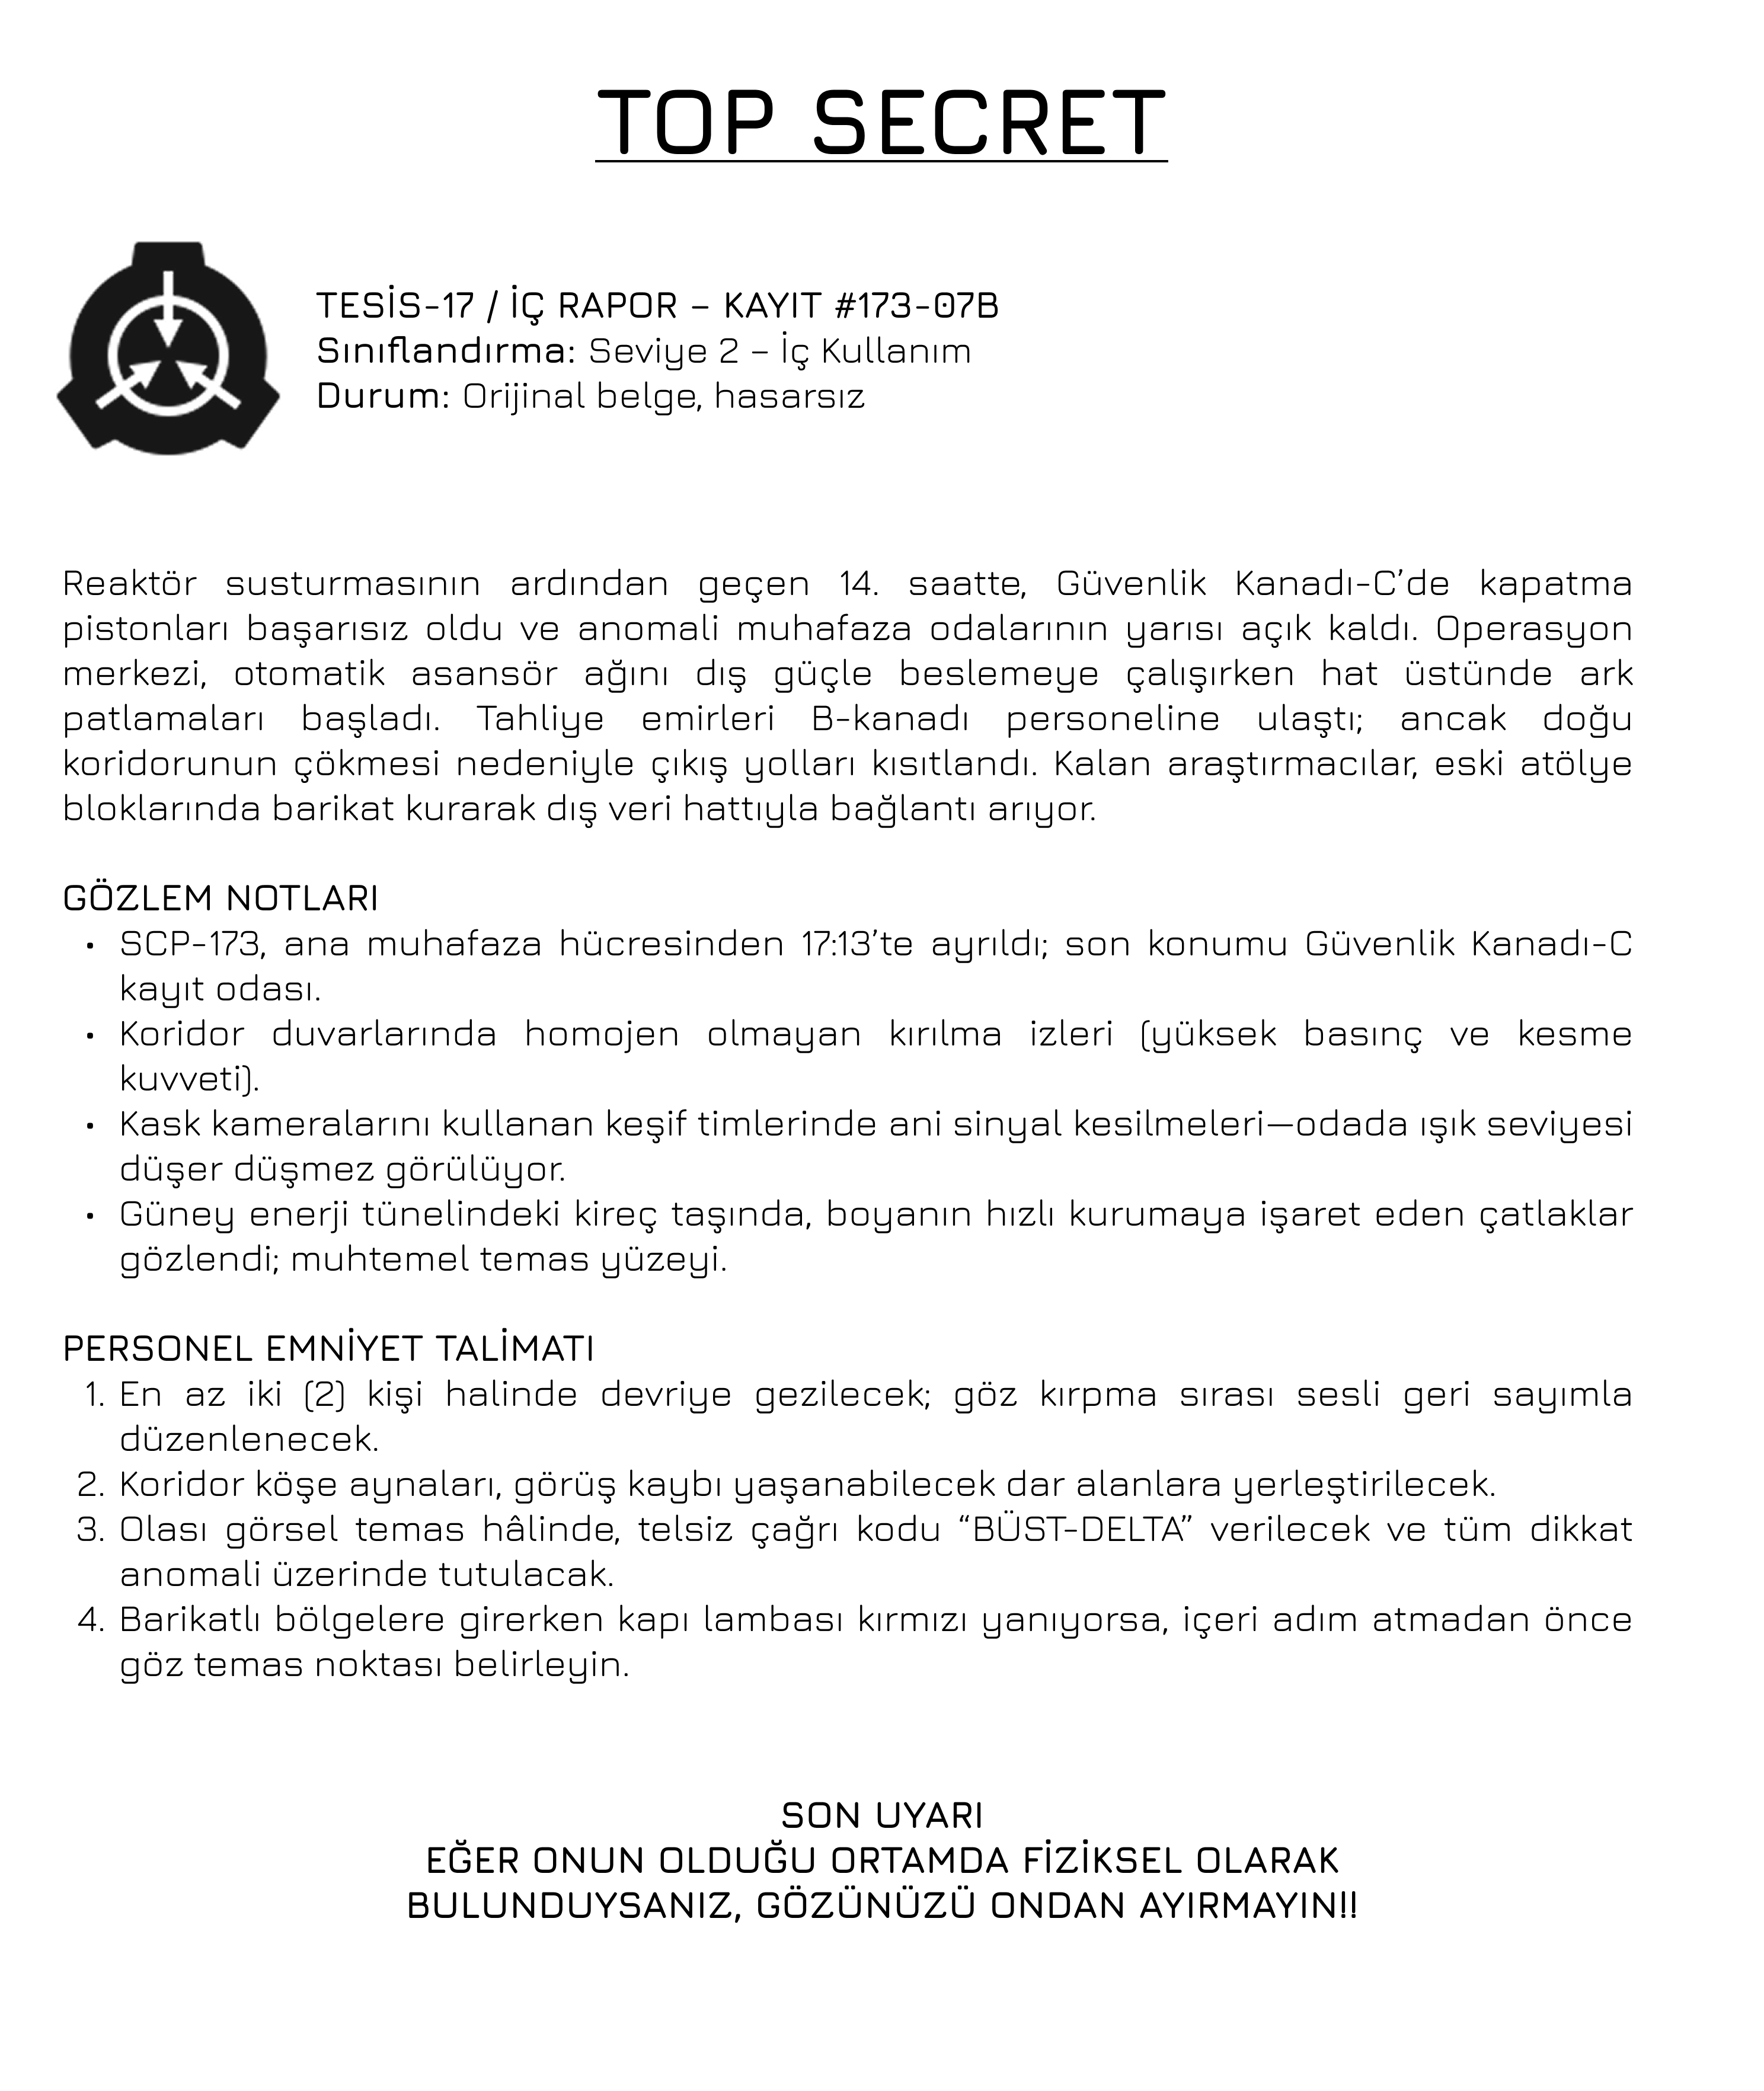 TOP SECRET
TESİS-17 / İÇ RAPOR – KAYIT #173-07B
Sınıflandırma: Seviye 2 – İç Kullanım
Durum: Orijinal belge, hasarsız
Reaktör susturmasının ardından geçen 14. saatte, Güvenlik Kanadı-C’de kapatma
pistonları başarısız oldu ve anomali muhafaza odalarının yarısı açık kaldı. Operasyon
merkezi, otomatik asansör ağını dış güçle beslemeye çalışırken hat üstünde ark
patlamaları başladı. Tahliye emirleri B-kanadı personeline ulaştı; ancak doğu
koridorunun çökmesi nedeniyle çıkış yolları kısıtlandı. Kalan araştırmacılar, eski atölye
bloklarında barikat kurarak dış veri hattıyla bağlantı arıyor.
GÖZLEM NOTLARI
• SCP-173, ana muhafaza hücresinden 17:13’te ayrıldı; son konumu Güvenlik Kanadı-C
kayıt odası.
• Koridor duvarlarında homojen olmayan kırılma izleri (yüksek basınç ve kesme
kuvveti).
• Kask kameralarını kullanan keşif timlerinde ani sinyal kesilmeleri—odada ışık seviyesi
düşer düşmez görülüyor.
• Güney enerji tünelindeki kireç taşında, boyanın hızlı kurumaya işaret eden çatlaklar
gözlendi; muhtemel temas yüzeyi.
PERSONEL EMNİYET TALİMATI
1. En az iki (2) kişi halinde devriye gezilecek; göz kırpma sırası sesli geri sayımla
düzenlenecek.
2. Koridor köşe aynaları, görüş kaybı yaşanabilecek dar alanlara yerleştirilecek.
3. Olası görsel temas hâlinde, telsiz çağrı kodu “BÜST-DELTA” verilecek ve tüm dikkat
anomali üzerinde tutulacak.
4. Barikatlı bölgelere girerken kapı lambası kırmızı yanıyorsa, içeri adım atmadan önce
göz temas noktası belirleyin.
SON UYARI
EĞER ONUN OLDUĞU ORTAMDA FİZİKSEL OLARAK
BULUNDUYSANIZ, GÖZÜNÜZÜ ONDAN AYIRMAYIN!!